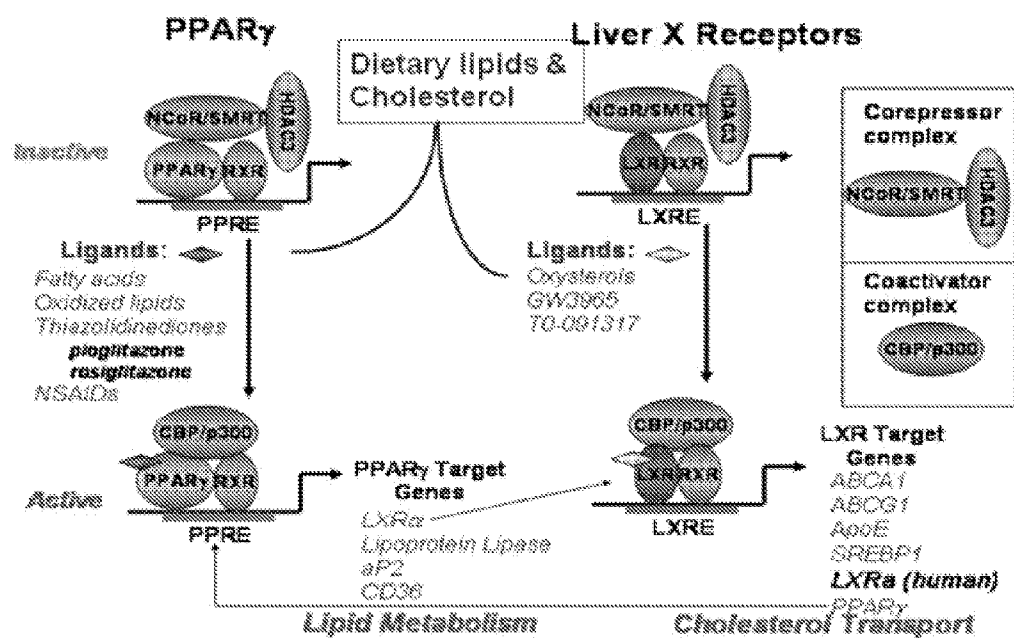 PPARγ
Liver X Receptors
Dietary lipids &
Cholesterol
Inactive
NCoR/SMRT
HDAC3
PPARγ
RXR
PPRE
NCoR/SMRT
HDAC3
LXR
RXR
LXRE
Corepressor
complex
NCoR/SMRT
HDAC3
Coactivator
complex
CBP/p300
Ligands:
Fatty acids
Oxidized lipids
Thiazolidinediones
pioglitazone
rosiglitazone
NSAIDs
Ligands:
Oxysterols
GW3965
T0-091317
Active
CBP/p300
PPARγ
RXR
PPRE
PPARγ Target
Genes
LXRα
Lipoprotein Lipase
aP2
CD36
CBP/p300
LXR
RXR
LXRE
LXR Target
Genes
ABCA1
ABCG1
ApoE
SREBP1
LXRa (human)
PPARγ
Lipid Metabolism
Cholesterol Transport